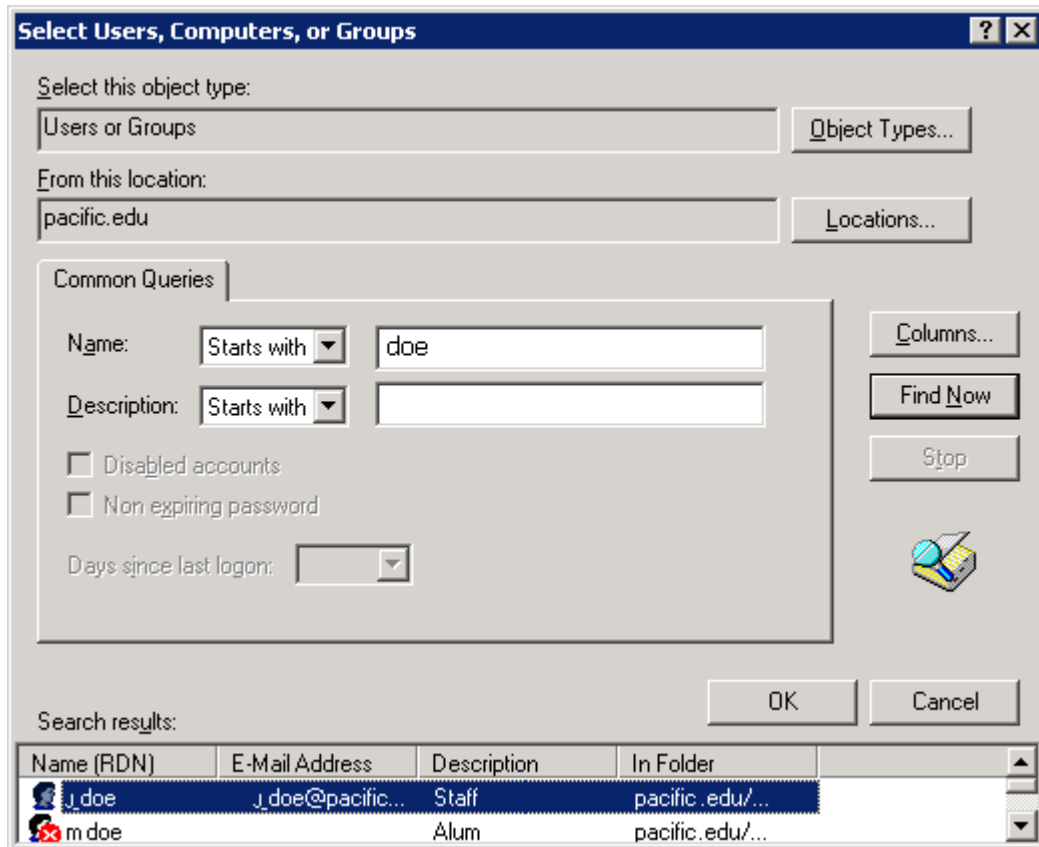 Select Users, Computers, or Groups
Select this object type:
Users or Groups
Object Types...
From this location:
pacific.edu
Locations...
Common Queries
Name: Starts with doe
Columns...
Description: Starts with
Find Now
Disabled accounts
Stop
Non expiring password
Days since last logon:
OK Cancel
Search results:
Name (RDN) E-Mail Address Description In Folder
j_doe j_doe@pacific... Staff pacific.edu/...
m doe Alum pacific.edu/...